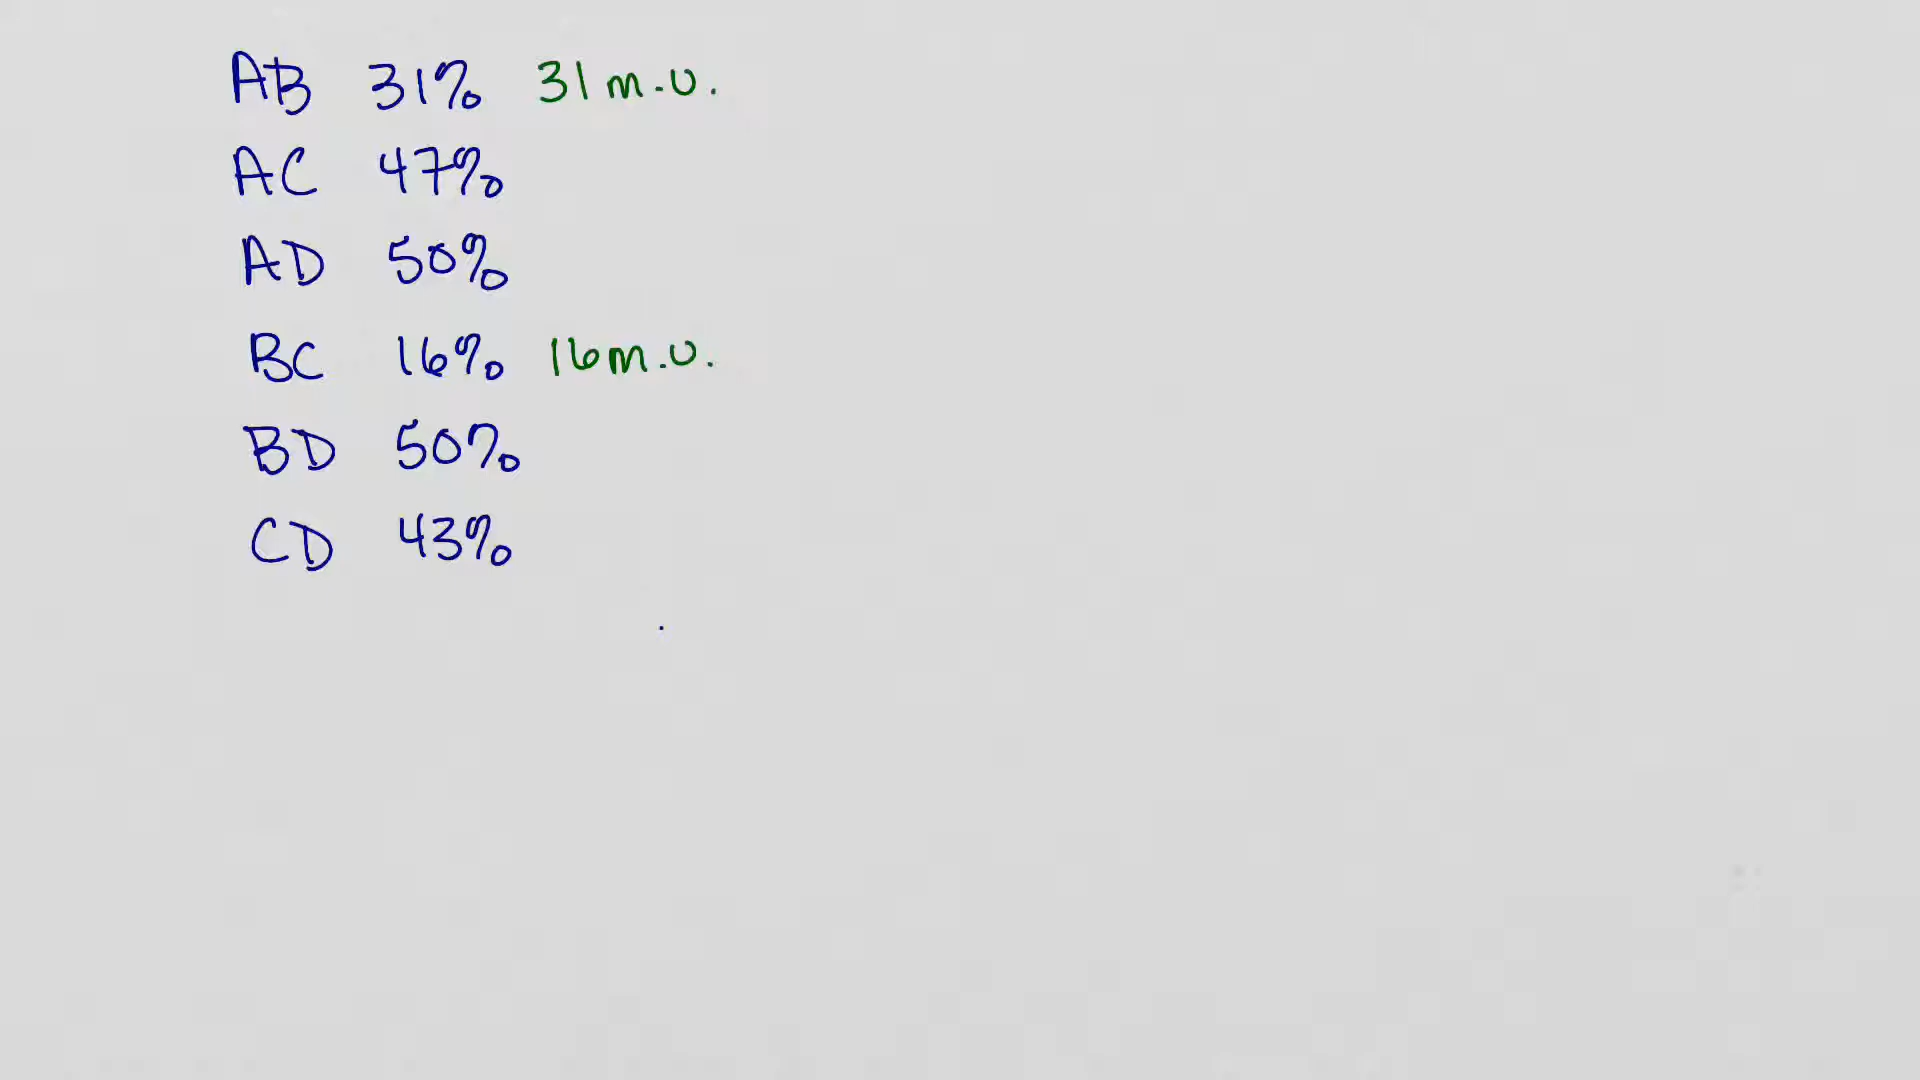 AB 31% 31 m.u.
AC 47%
AD 50%
BC 16% 16 m.u.
BD 50%
CD 43%